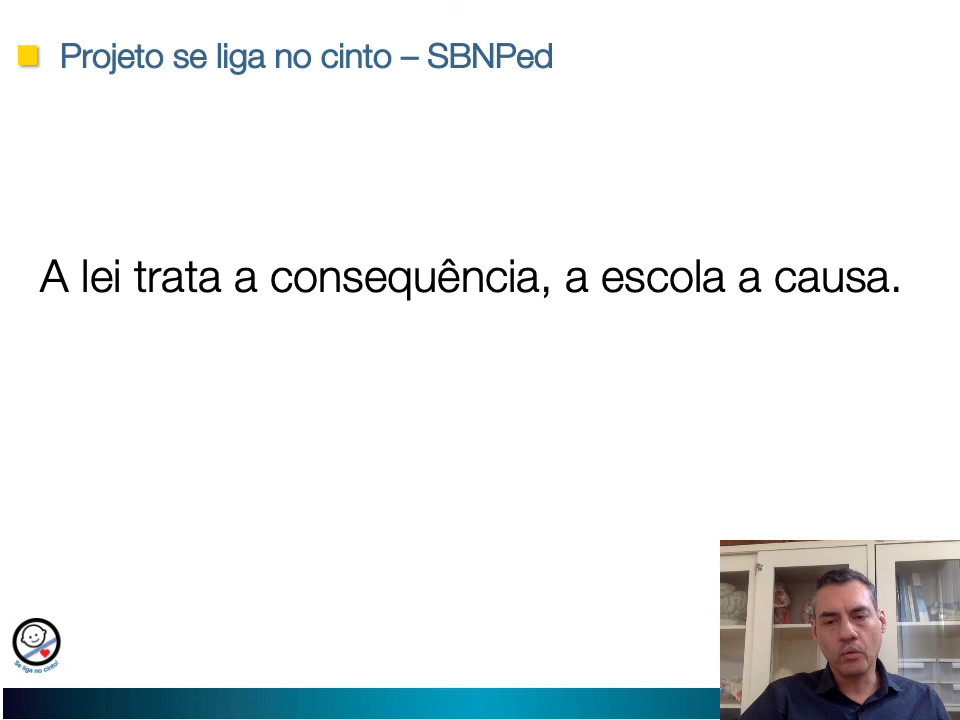 Projeto se liga no cinto – SBNPed
A lei trata a consequência, a escola a causa.
Se liga no cinto!